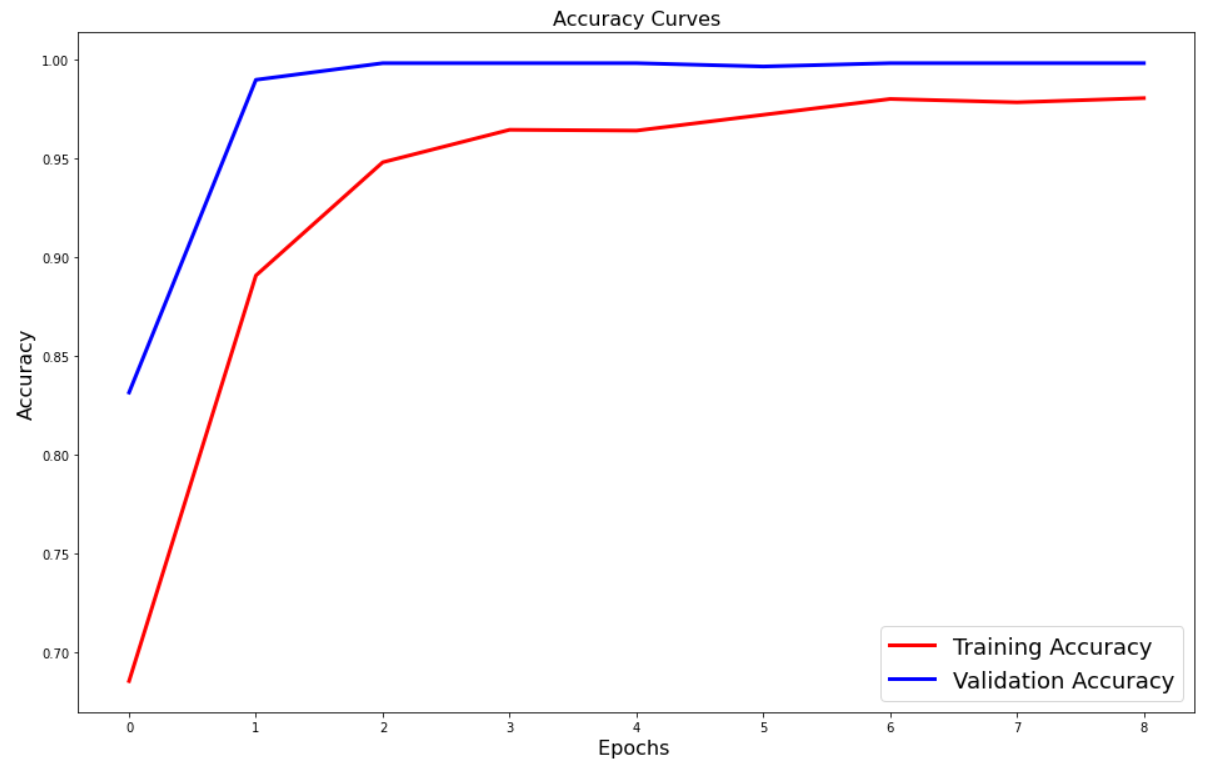 Accuracy Curves
1.00
0.95
0.90
0.85
0.80
0.75
0.70
Accuracy
0 1 2 3 4 5 6 7 8
Epochs
Training Accuracy
Validation Accuracy